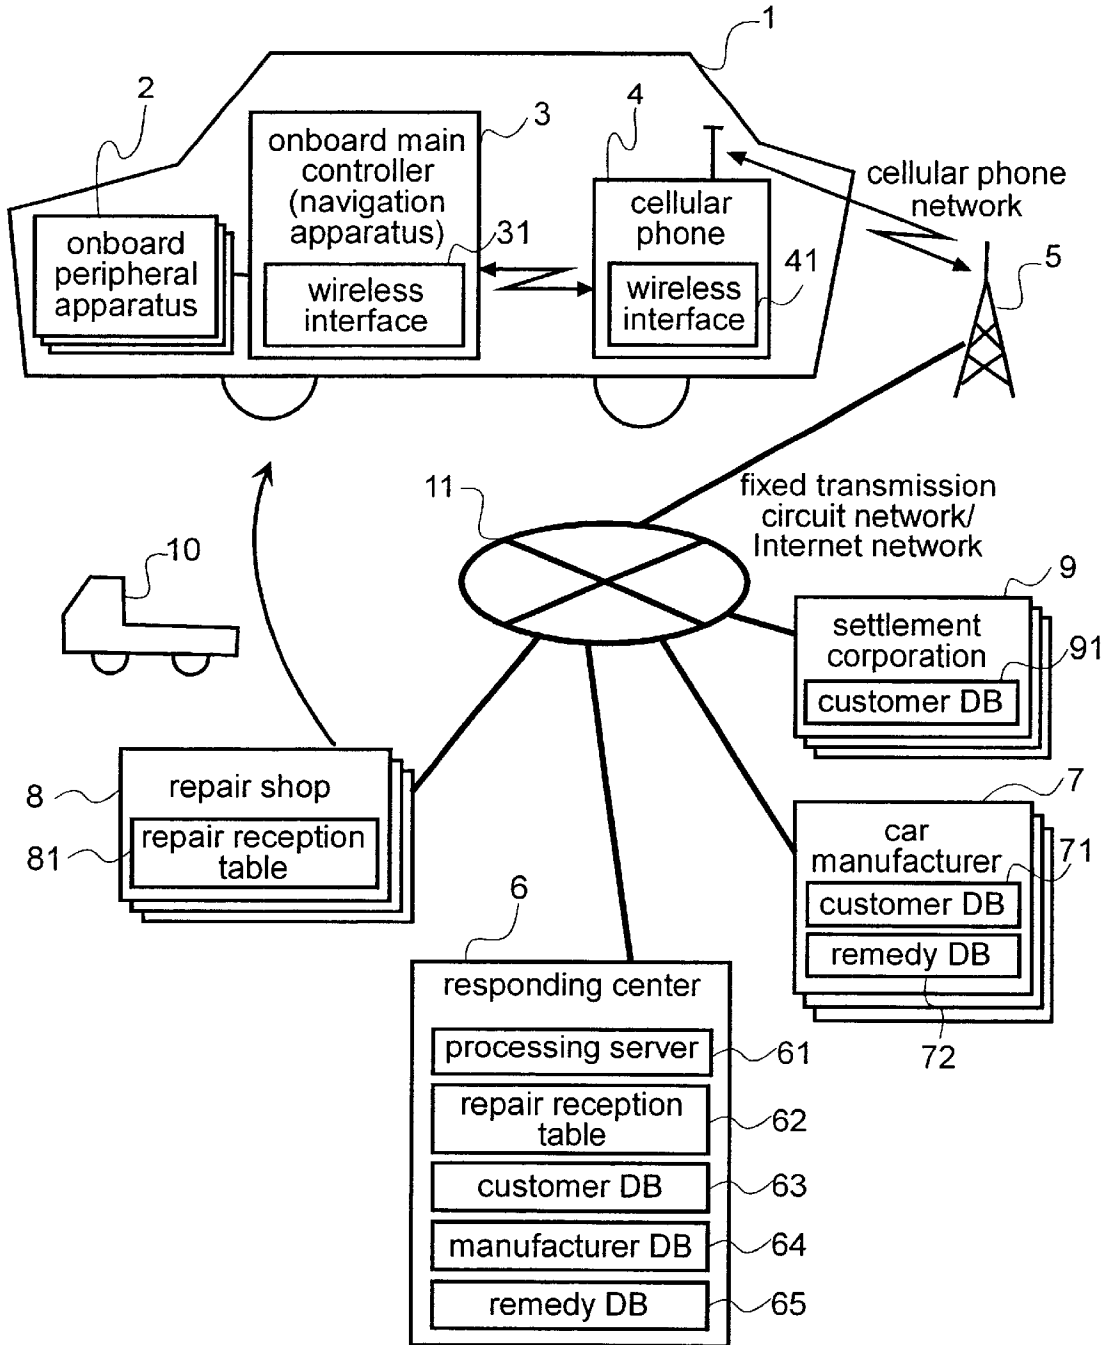 1
2
onboard peripheral apparatus
3
onboard main
controller
(navigation
apparatus)
31
wireless
interface
4
cellular
phone
41
wireless
interface
cellular phone
network
5
11
fixed transmission
circuit network/
Internet network
10
9
settlement
corporation
91
customer DB
8
repair shop
81
repair reception
table
7
car
manufacturer
71
customer DB
remedy DB
72
6
responding center
processing server
61
repair reception
table
62
customer DB
63
manufacturer DB
64
remedy DB
65